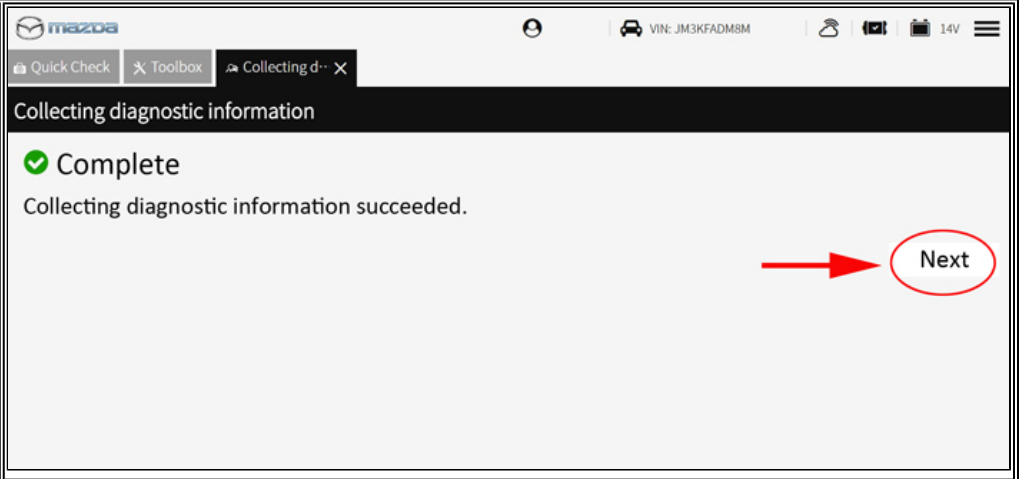 mazda
VIN: JM3KFADM8M
14V
Quick Check
Toolbox
Collecting d··
Collecting diagnostic information
Complete
Collecting diagnostic information succeeded.
Next